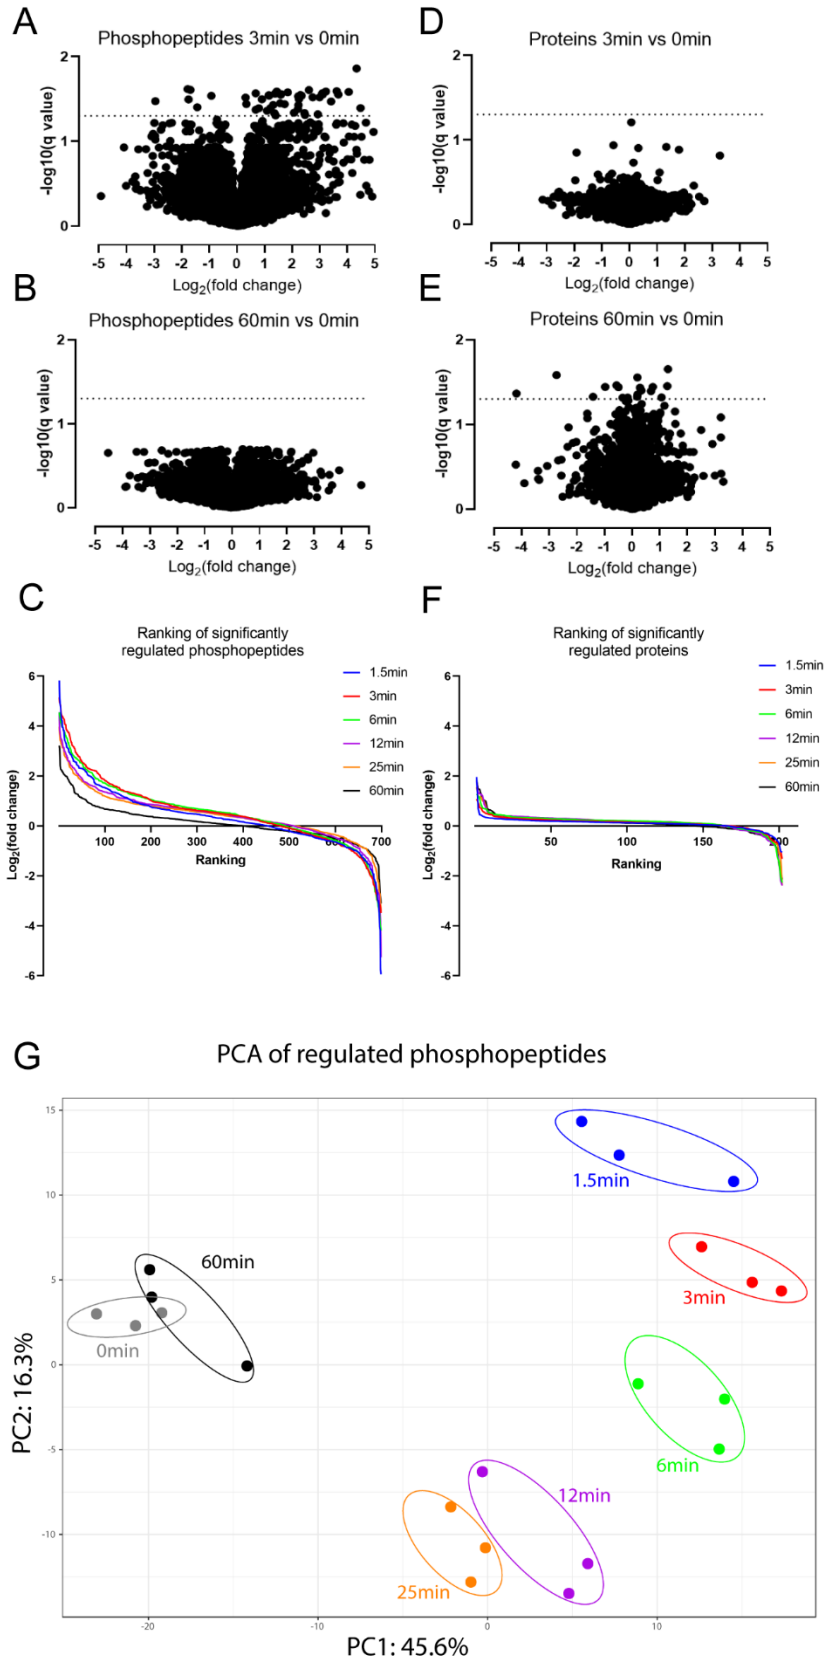 A
Phosphopeptides 3min vs 0min
2
1
0
-log10(q value)
-5 -4 -3 -2 -1 0 1 2 3 4 5
Log2(fold change)
D
Proteins 3min vs 0min
2
1
0
-log10(q value)
-5 -4 -3 -2 -1 0 1 2 3 4 5
Log2(fold change)
B
Phosphopeptides 60min vs 0min
2
1
0
-log10(q value)
-5 -4 -3 -2 -1 0 1 2 3 4 5
Log2(fold change)
E
Proteins 60min vs 0min
2
1
0
-log10(q value)
-5 -4 -3 -2 -1 0 1 2 3 4 5
Log2(fold change)
C
Ranking of significantly
regulated phosphopeptides
1.5min
3min
6min
12min
25min
60min
6
4
2
0
-2
-4
-6
Log2(fold change)
100 200 300 400 500 600 700
Ranking
F
Ranking of significantly
regulated proteins
1.5min
3min
6min
12min
25min
60min
6
4
2
0
-2
-4
-6
Log2(fold change)
50 100 150 200
Ranking
G
PCA of regulated phosphopeptides
15
10
5
0
-5
-10
PC2: 16.3%
1.5min
60min
3min
0min
6min
12min
25min
-20 -10 0 10
PC1: 45.6%